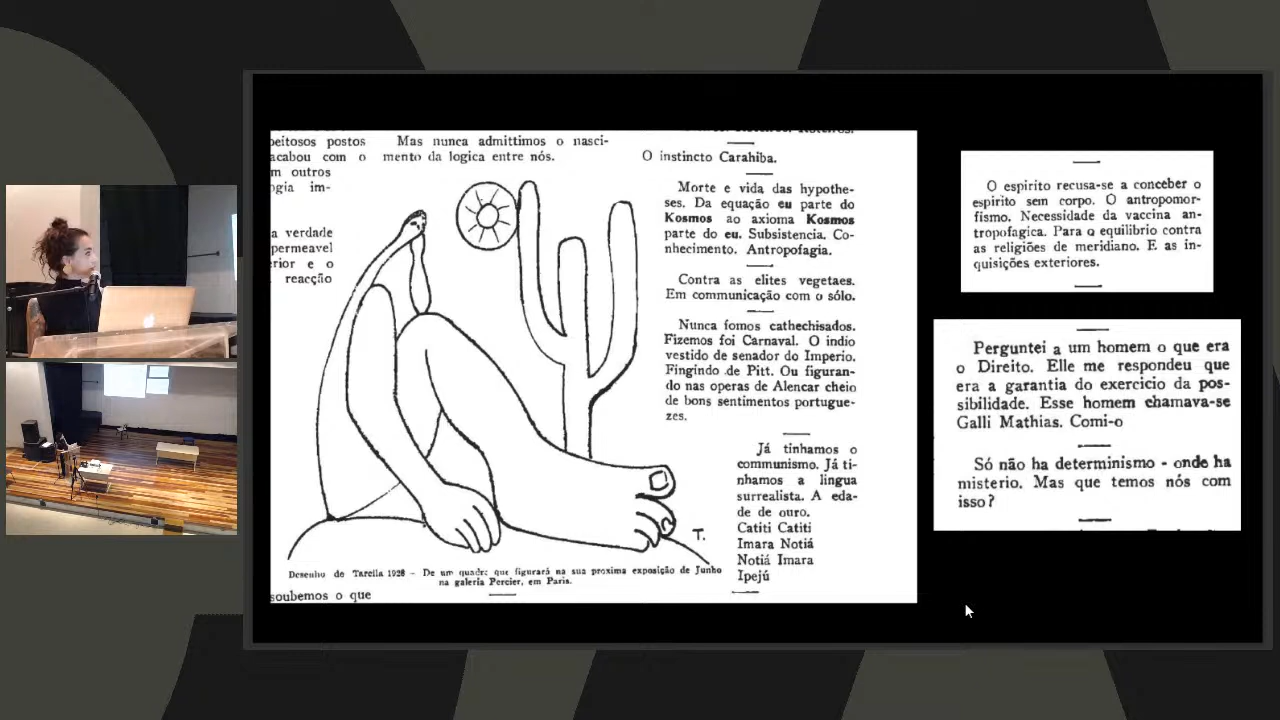 peitosos postos
acabou com o
m outros
ogia im-
a verdade
permeavel
erior e o
reacção
Mas nunca admittimos o nasci-
mento da logica entre nós.
T.
Desenho de Tarsila 1928 - De um quadro que figurará na sua proxima exposição de Junho
na galeria Percier, em Paris.
soubemos o que
O instincto Carahiba.
Morte e vida das hypothe-
ses. Da equação eu parte do
Kosmos ao axioma Kosmos
parte do eu. Subsistencia. Co-
nhecimento. Antropofagia.
Contra as elites vegetaes.
Em communicação com o sólo.
Nunca fomos cathechisados.
Fizemos foi Carnaval. O indio
vestido de senador do Imperio.
Fingindo de Pitt. Ou figuran-
do nas operas de Alencar cheio
de bons sentimentos portugue-
zes.
Já tinhamos o
communismo. Já ti-
nhamos a lingua
surrealista. A eda-
de de ouro.
Catiti Catiti
Imara Notiá
Notiá Imara
Ipejú
O espirito recusa-se a conceber o
espirito sem corpo. O antropomor-
fismo. Necessidade da vaccina an-
tropofagica. Para o equilibrio contra
as religiões de meridiano. E as in-
quisições exteriores.
Perguntei a um homem o que era
o Direito. Elle me respondeu que
era a garantia do exercicio da pos-
sibilidade. Esse homem chamava-se
Galli Mathias. Comi-o
Só não ha determinismo - onde ha
misterio. Mas que temos nós com
isso?